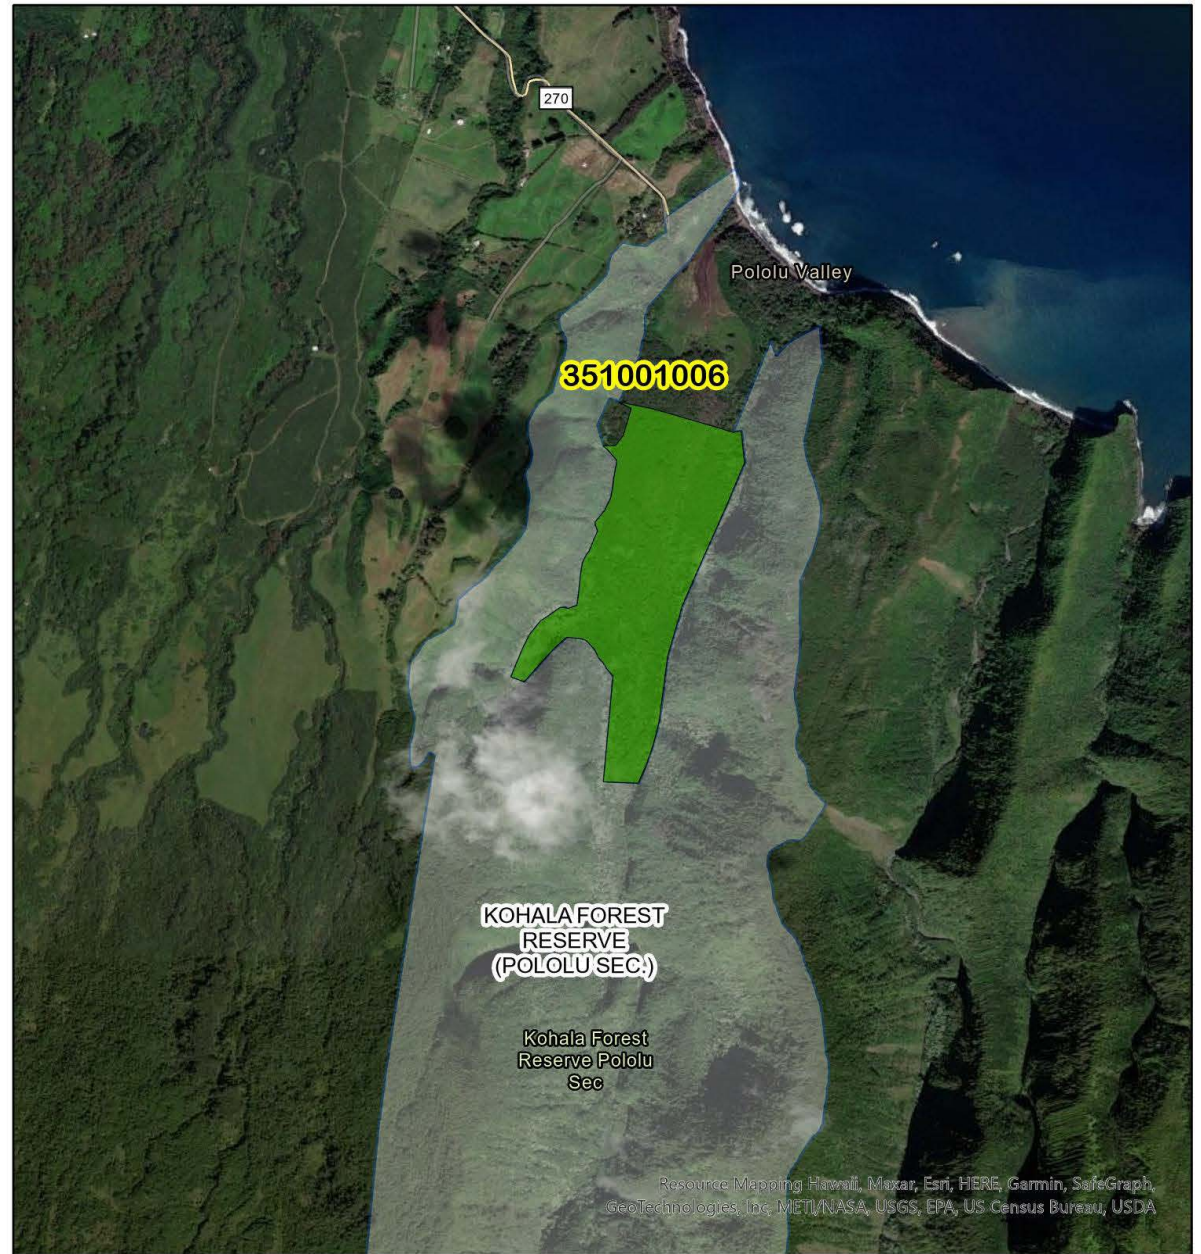 270
Pololu Valley
351001006
KOHALA FOREST
RESERVE
(POLOLU SEC.)
Kohala Forest
Reserve Pololu
Sec
Resource Mapping Hawaii, Maxar, Esri, HERE, Garmin, SafeGraph,
GeoTechnologies, Inc, METI/NASA, USGS, EPA, US Census Bureau, USDA